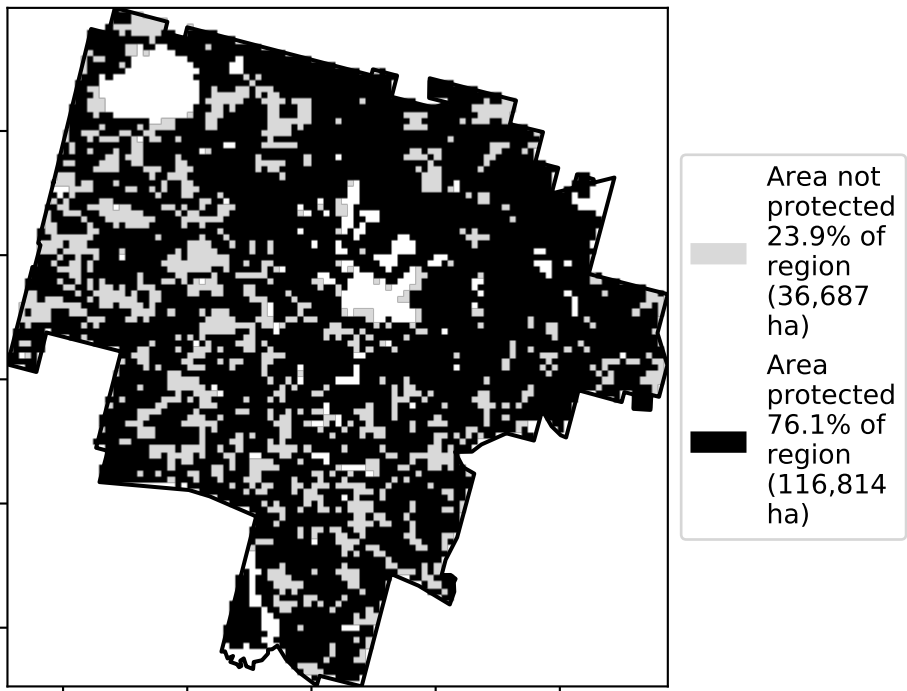 Area not
protected
23.9% of
region
(36,687
ha)
Area
protected
76.1% of
region
(116,814
ha)